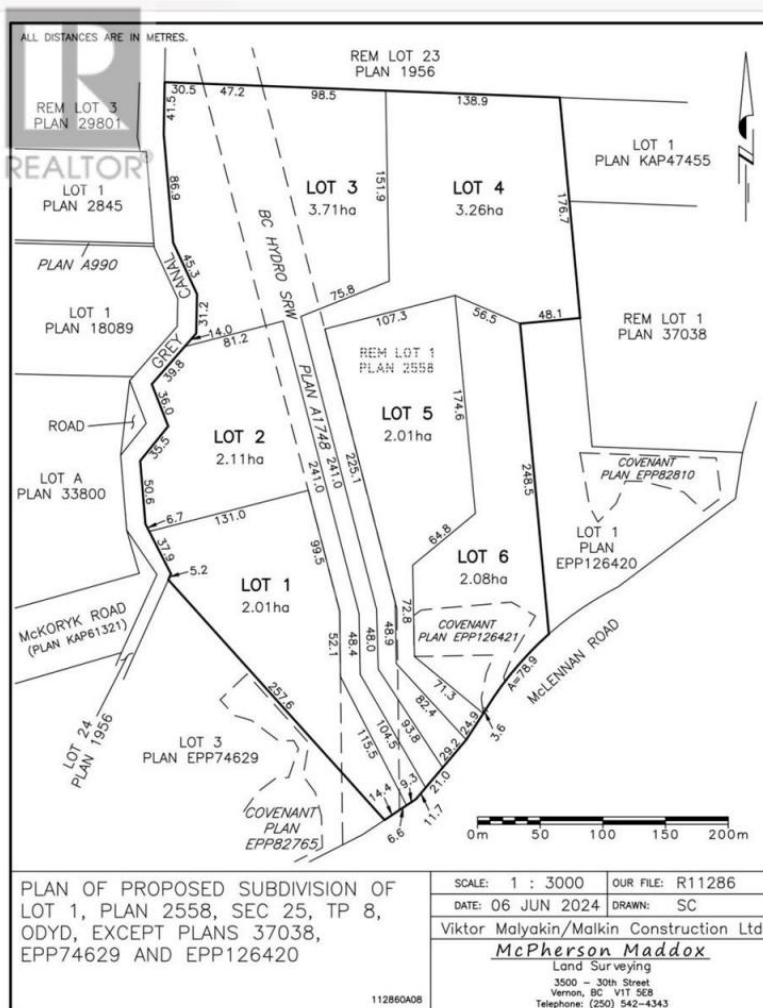 ALL DISTANCES ARE IN METRES.
R
REALTOR®
REM LOT 23
PLAN 1956
REM LOT 3
PLAN 29801
LOT 1
PLAN 2845
PLAN A990
LOT 1
PLAN 18089
ROAD
LOT A
PLAN 33800
McKORYK ROAD
(PLAN KAP61321)
LOT 24
PLAN 1956
GREY CANAL
30.5
47.2
98.5
138.9
41.5
86.9
45.3
31.2
14.0
81.2
39.8
36.0
35.5
50.6
6.7
131.0
37.9
5.2
LOT 3
3.71ha
151.9
LOT 4
3.26ha
176.7
LOT 1
PLAN KAP47455
BC HYDRO SRW
PLAN A1748
75.8
107.3
56.5
48.1
REM LOT 1
PLAN 2558
REM LOT 1
PLAN 37038
LOT 2
2.11ha
LOT 5
2.01ha
174.6
241.0
241.0
225.1
248.5
COVENANT
PLAN EPP82810
LOT 1
PLAN
EPP126420
LOT 1
2.01ha
99.5
64.8
LOT 6
2.08ha
72.8
COVENANT
PLAN EPP126421
52.1
48.4
48.0
48.9
A=78.9
McLENNAN ROAD
257.6
71.3
82.4
93.8
104.5
115.5
24.9
3.6
29.2
21.0
11.7
9.3
6.6
14.4
LOT 3
PLAN EPP74629
COVENANT
PLAN
EPP82765
0m 50 100 150 200m
PLAN OF PROPOSED SUBDIVISION OF
LOT 1, PLAN 2558, SEC 25, TP 8,
ODYD, EXCEPT PLANS 37038,
EPP74629 AND EPP126420
112860A08
SCALE: 1 : 3000 OUR FILE: R11286
DATE: 06 JUN 2024 DRAWN: SC
Viktor Malyakin/Malkin Construction Ltd
McPherson Maddox
Land Surveying
3500 - 30th Street
Vernon, BC V1T 5E8
Telephone: (250) 542-4343